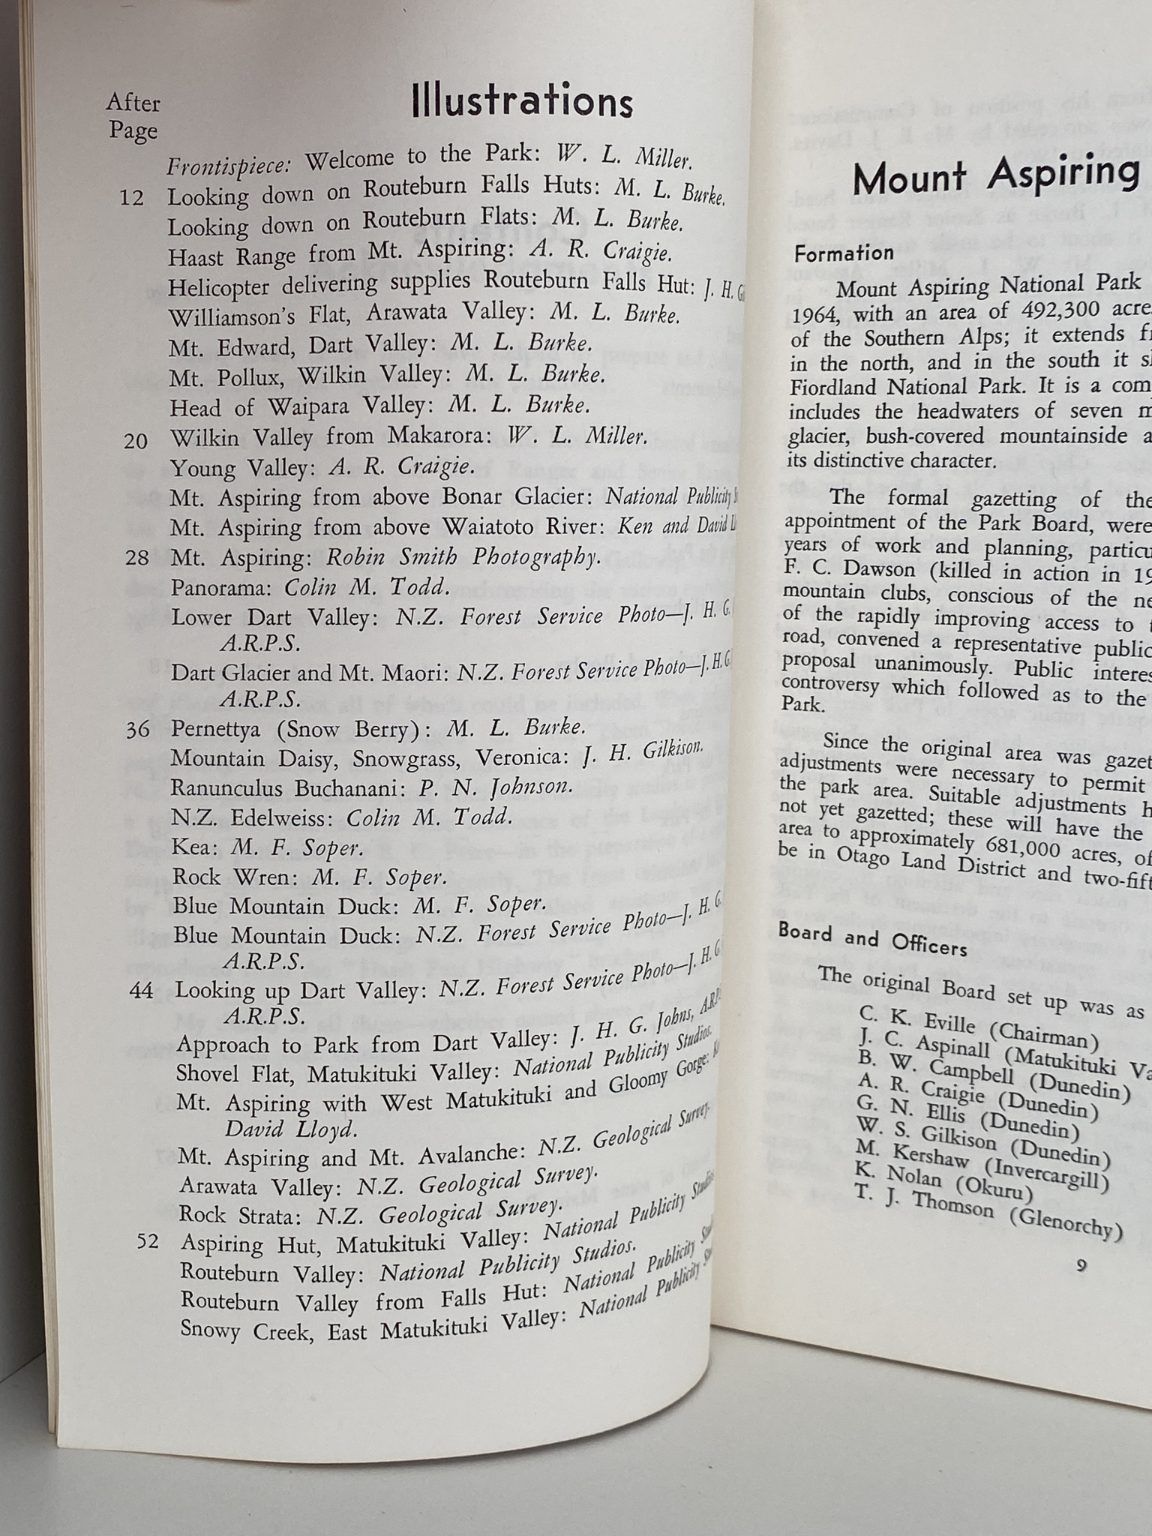 Illustrations
After
Page
Frontispiece: Welcome to the Park: W. L. Miller.
12 Looking down on Routeburn Falls Huts: M. L. Burke.
Looking down on Routeburn Flats: M. L. Burke.
Haast Range from Mt. Aspiring: A. R. Craigie.
Helicopter delivering supplies Routeburn Falls Hut: J. H. G
Williamson's Flat, Arawata Valley: M. L. Burke.
Mt. Edward, Dart Valley: M. L. Burke.
Mt. Pollux, Wilkin Valley: M. L. Burke.
Head of Waipara Valley: M. L. Burke.
20 Wilkin Valley from Makarora: W. L. Miller.
Young Valley: A. R. Craigie.
Mt. Aspiring from above Bonar Glacier: National Publicity
Mt. Aspiring from above Waiatoto River: Ken and David
28 Mt. Aspiring: Robin Smith Photography.
Panorama: Colin M. Todd.
Lower Dart Valley: N.Z. Forest Service Photo—J. H. G.
A.R.P.S.
Dart Glacier and Mt. Maori: N.Z. Forest Service Photo—J. H. G
A.R.P.S.
36 Pernettya (Snow Berry): M. L. Burke.
Mountain Daisy, Snowgrass, Veronica: J. H. Gilkison.
Ranunculus Buchanani: P. N. Johnson.
N.Z. Edelweiss: Colin M. Todd.
Kea: M. F. Soper.
Rock Wren: M. F. Soper.
Blue Mountain Duck: M. F. Soper.
Blue Mountain Duck: N.Z. Forest Service Photo—J. H. G.
A.R.P.S.
44 Looking up Dart Valley: N.Z. Forest Service Photo—J. H. G
A.R.P.S.
Approach to Park from Dart Valley: J. H. G. Johns, A.R.P.
Shovel Flat, Matukituki Valley: National Publicity Studios.
Mt. Aspiring with West Matukituki and Gloomy Gorge:
David Lloyd.
Mt. Aspiring and Mt. Avalanche: N.Z. Geological Survey.
Arawata Valley: N.Z. Geological Survey.
Rock Strata: N.Z. Geological Survey.
52 Aspiring Hut, Matukituki Valley: National Publicity Studios
Routeburn Valley: National Publicity Studios.
Routeburn Valley from Falls Hut: National Publicity
Snowy Creek, East Matukituki Valley: National Publicity
Mount Aspiring
Formation
Mount Aspiring National Park
1964, with an area of 492,300 acre
of the Southern Alps; it extends f
in the north, and in the south it s
Fiordland National Park. It is a com
includes the headwaters of seven m
glacier, bush-covered mountainside a
its distinctive character.
The formal gazetting of the
appointment of the Park Board, were
years of work and planning, particu
F. C. Dawson (killed in action in 19
mountain clubs, conscious of the ne
of the rapidly improving access to t
road, convened a representative public
proposal unanimously. Public interes
controversy which followed as to the
Park.
Since the original area was gazet
adjustments were necessary to permit
the park area. Suitable adjustments h
not yet gazetted; these will have the
area to approximately 681,000 acres, of
be in Otago Land District and two-fift
Board and Officers
The original Board set up was as
C. K. Eville (Chairman)
J. C. Aspinall (Matukituki Va
B. W. Campbell (Dunedin)
A. R. Craigie (Dunedin)
G. N. Ellis (Dunedin)
W. S. Gilkison (Dunedin)
M. Kershaw (Invercargill)
K. Nolan (Okuru)
T. J. Thomson (Glenorchy)
9